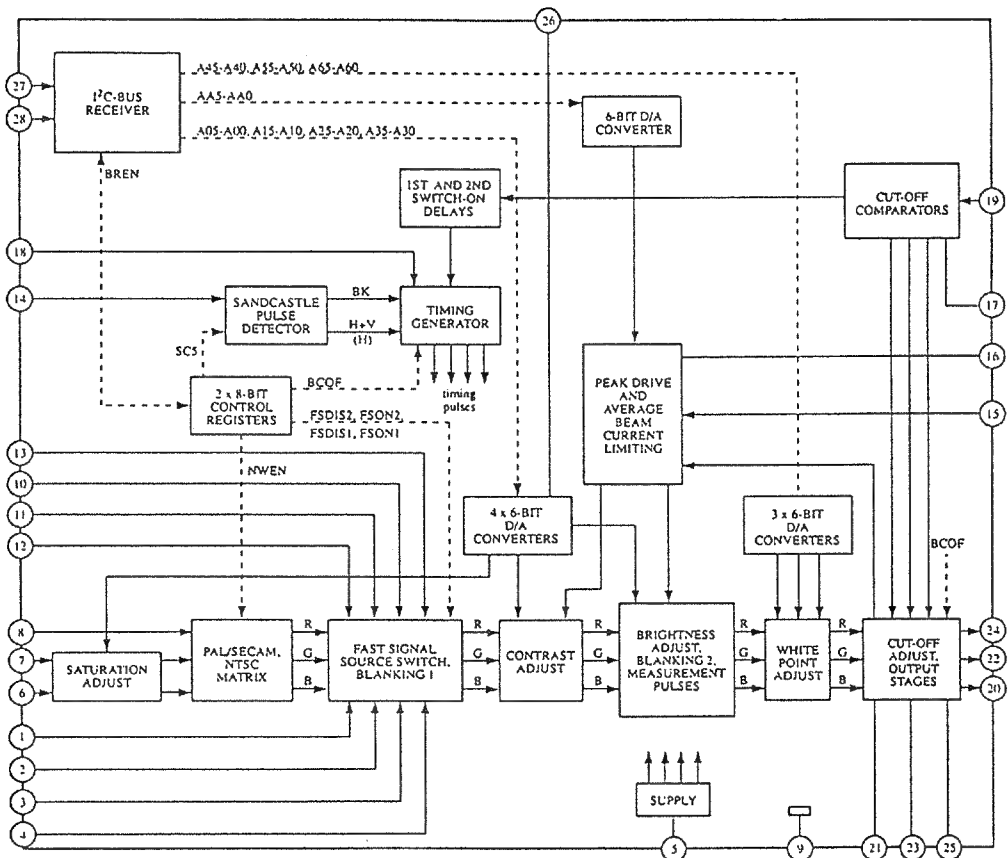 26
A45-A40, A55-A50, A65-A60
27
I²C-BUS
RECEIVER
AA5-AA0
28
6-BIT D/A
CONVERTER
A05-A00, A15-A10, A25-A20, A35-A30
BREN
1ST AND 2ND
SWITCH-ON
DELAYS
CUT-OFF
COMPARATORS
19
18
14
SANDCASTLE
PULSE
DETECTOR
BK
H+V
(H)
TIMING
GENERATOR
17
SC5
16
PEAK DRIVE
AND
AVERAGE
BEAM
CURRENT
LIMITING
2 x 8-BIT
CONTROL
REGISTERS
BCOF
timing
pulses
FSDIS2, FSON2,
FSDIS1, FSON1
15
13
NWEN
10
11
4 x 6-BIT
D/A
CONVERTERS
3 x 6-BIT
D/A
CONVERTERS
12
BCOF
8
7
6
SATURATION
ADJUST
PAL/SECAM,
NTSC
MATRIX
R
G
B
FAST SIGNAL
SOURCE SWITCH,
BLANKING 1
R
G
B
CONTRAST
ADJUST
R
G
B
BRIGHTNESS
ADJUST,
BLANKING 2,
MEASUREMENT
PULSES
R
G
B
WHITE
POINT
ADJUST
R
G
B
CUT-OFF
ADJUST,
OUTPUT
STAGES
24
22
20
1
2
3
4
SUPPLY
5
9
21
23
25